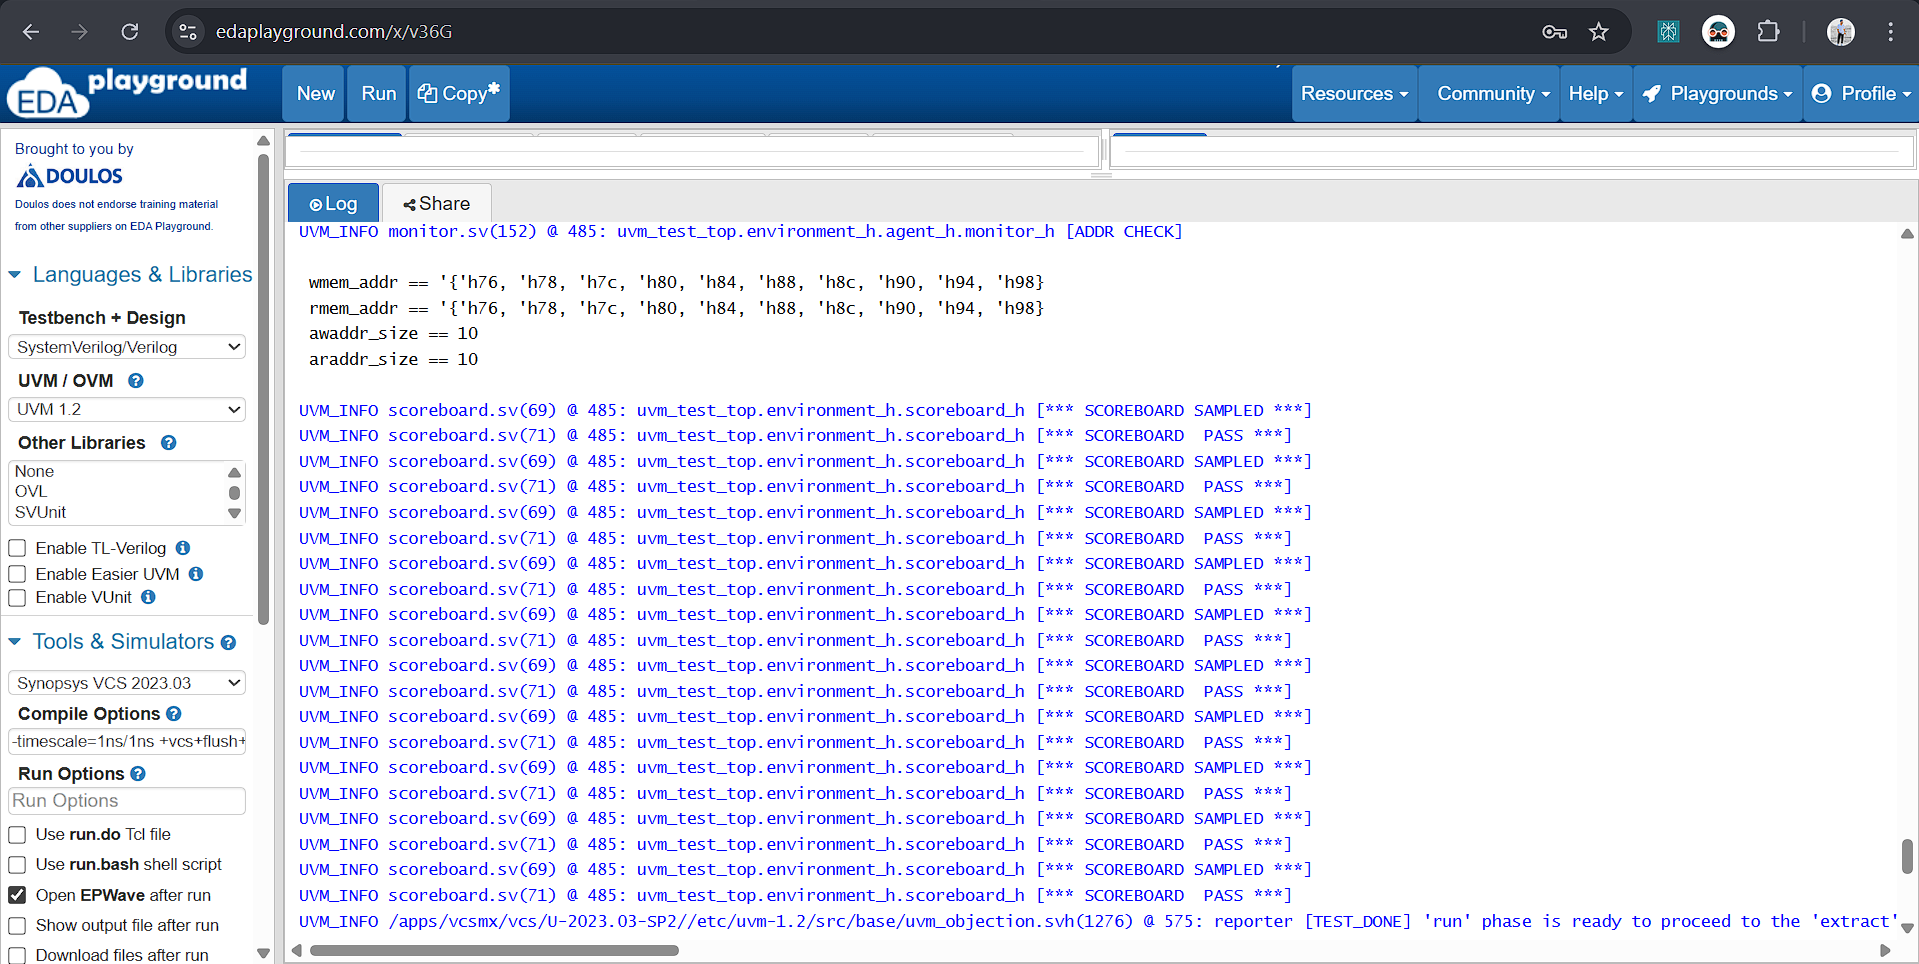 edaplayground.com/x/v36G
EDA playground
New
Run
Copy*
Resources
Community
Help
Playgrounds
Profile
Brought to you by
DOULOS
Doulos does not endorse training material
from other suppliers on EDA Playground.
Languages & Libraries
Testbench + Design
SystemVerilog/Verilog
UVM / OVM
UVM 1.2
Other Libraries
None
OVL
SVUnit
Enable TL-Verilog
Enable Easier UVM
Enable VUnit
Tools & Simulators
Synopsys VCS 2023.03
Compile Options
-timescale=1ns/1ns +vcs+flush+
Run Options
Run Options
Use run.do Tcl file
Use run.bash shell script
Open EPWave after run
Show output file after run
Download files after run
Log
Share
UVM_INFO monitor.sv(152) @ 485: uvm_test_top.environment_h.agent_h.monitor_h [ADDR CHECK]
wmem_addr == '{'h76, 'h78, 'h7c, 'h80, 'h84, 'h88, 'h8c, 'h90, 'h94, 'h98}
rmem_addr == '{'h76, 'h78, 'h7c, 'h80, 'h84, 'h88, 'h8c, 'h90, 'h94, 'h98}
awaddr_size == 10
araddr_size == 10
UVM_INFO scoreboard.sv(69) @ 485: uvm_test_top.environment_h.scoreboard_h [*** SCOREBOARD SAMPLED ***]
UVM_INFO scoreboard.sv(71) @ 485: uvm_test_top.environment_h.scoreboard_h [*** SCOREBOARD  PASS ***]
UVM_INFO scoreboard.sv(69) @ 485: uvm_test_top.environment_h.scoreboard_h [*** SCOREBOARD SAMPLED ***]
UVM_INFO scoreboard.sv(71) @ 485: uvm_test_top.environment_h.scoreboard_h [*** SCOREBOARD  PASS ***]
UVM_INFO scoreboard.sv(69) @ 485: uvm_test_top.environment_h.scoreboard_h [*** SCOREBOARD SAMPLED ***]
UVM_INFO scoreboard.sv(71) @ 485: uvm_test_top.environment_h.scoreboard_h [*** SCOREBOARD  PASS ***]
UVM_INFO scoreboard.sv(69) @ 485: uvm_test_top.environment_h.scoreboard_h [*** SCOREBOARD SAMPLED ***]
UVM_INFO scoreboard.sv(71) @ 485: uvm_test_top.environment_h.scoreboard_h [*** SCOREBOARD  PASS ***]
UVM_INFO scoreboard.sv(69) @ 485: uvm_test_top.environment_h.scoreboard_h [*** SCOREBOARD SAMPLED ***]
UVM_INFO scoreboard.sv(71) @ 485: uvm_test_top.environment_h.scoreboard_h [*** SCOREBOARD  PASS ***]
UVM_INFO scoreboard.sv(69) @ 485: uvm_test_top.environment_h.scoreboard_h [*** SCOREBOARD SAMPLED ***]
UVM_INFO scoreboard.sv(71) @ 485: uvm_test_top.environment_h.scoreboard_h [*** SCOREBOARD  PASS ***]
UVM_INFO scoreboard.sv(69) @ 485: uvm_test_top.environment_h.scoreboard_h [*** SCOREBOARD SAMPLED ***]
UVM_INFO scoreboard.sv(71) @ 485: uvm_test_top.environment_h.scoreboard_h [*** SCOREBOARD  PASS ***]
UVM_INFO scoreboard.sv(69) @ 485: uvm_test_top.environment_h.scoreboard_h [*** SCOREBOARD SAMPLED ***]
UVM_INFO scoreboard.sv(71) @ 485: uvm_test_top.environment_h.scoreboard_h [*** SCOREBOARD  PASS ***]
UVM_INFO scoreboard.sv(69) @ 485: uvm_test_top.environment_h.scoreboard_h [*** SCOREBOARD SAMPLED ***]
UVM_INFO scoreboard.sv(71) @ 485: uvm_test_top.environment_h.scoreboard_h [*** SCOREBOARD  PASS ***]
UVM_INFO scoreboard.sv(69) @ 485: uvm_test_top.environment_h.scoreboard_h [*** SCOREBOARD SAMPLED ***]
UVM_INFO scoreboard.sv(71) @ 485: uvm_test_top.environment_h.scoreboard_h [*** SCOREBOARD  PASS ***]
UVM_INFO /apps/vcsmx/vcs/U-2023.03-SP2//etc/uvm-1.2/src/base/uvm_objection.svh(1276) @ 575: reporter [TEST_DONE] 'run' phase is ready to proceed to the 'extract'